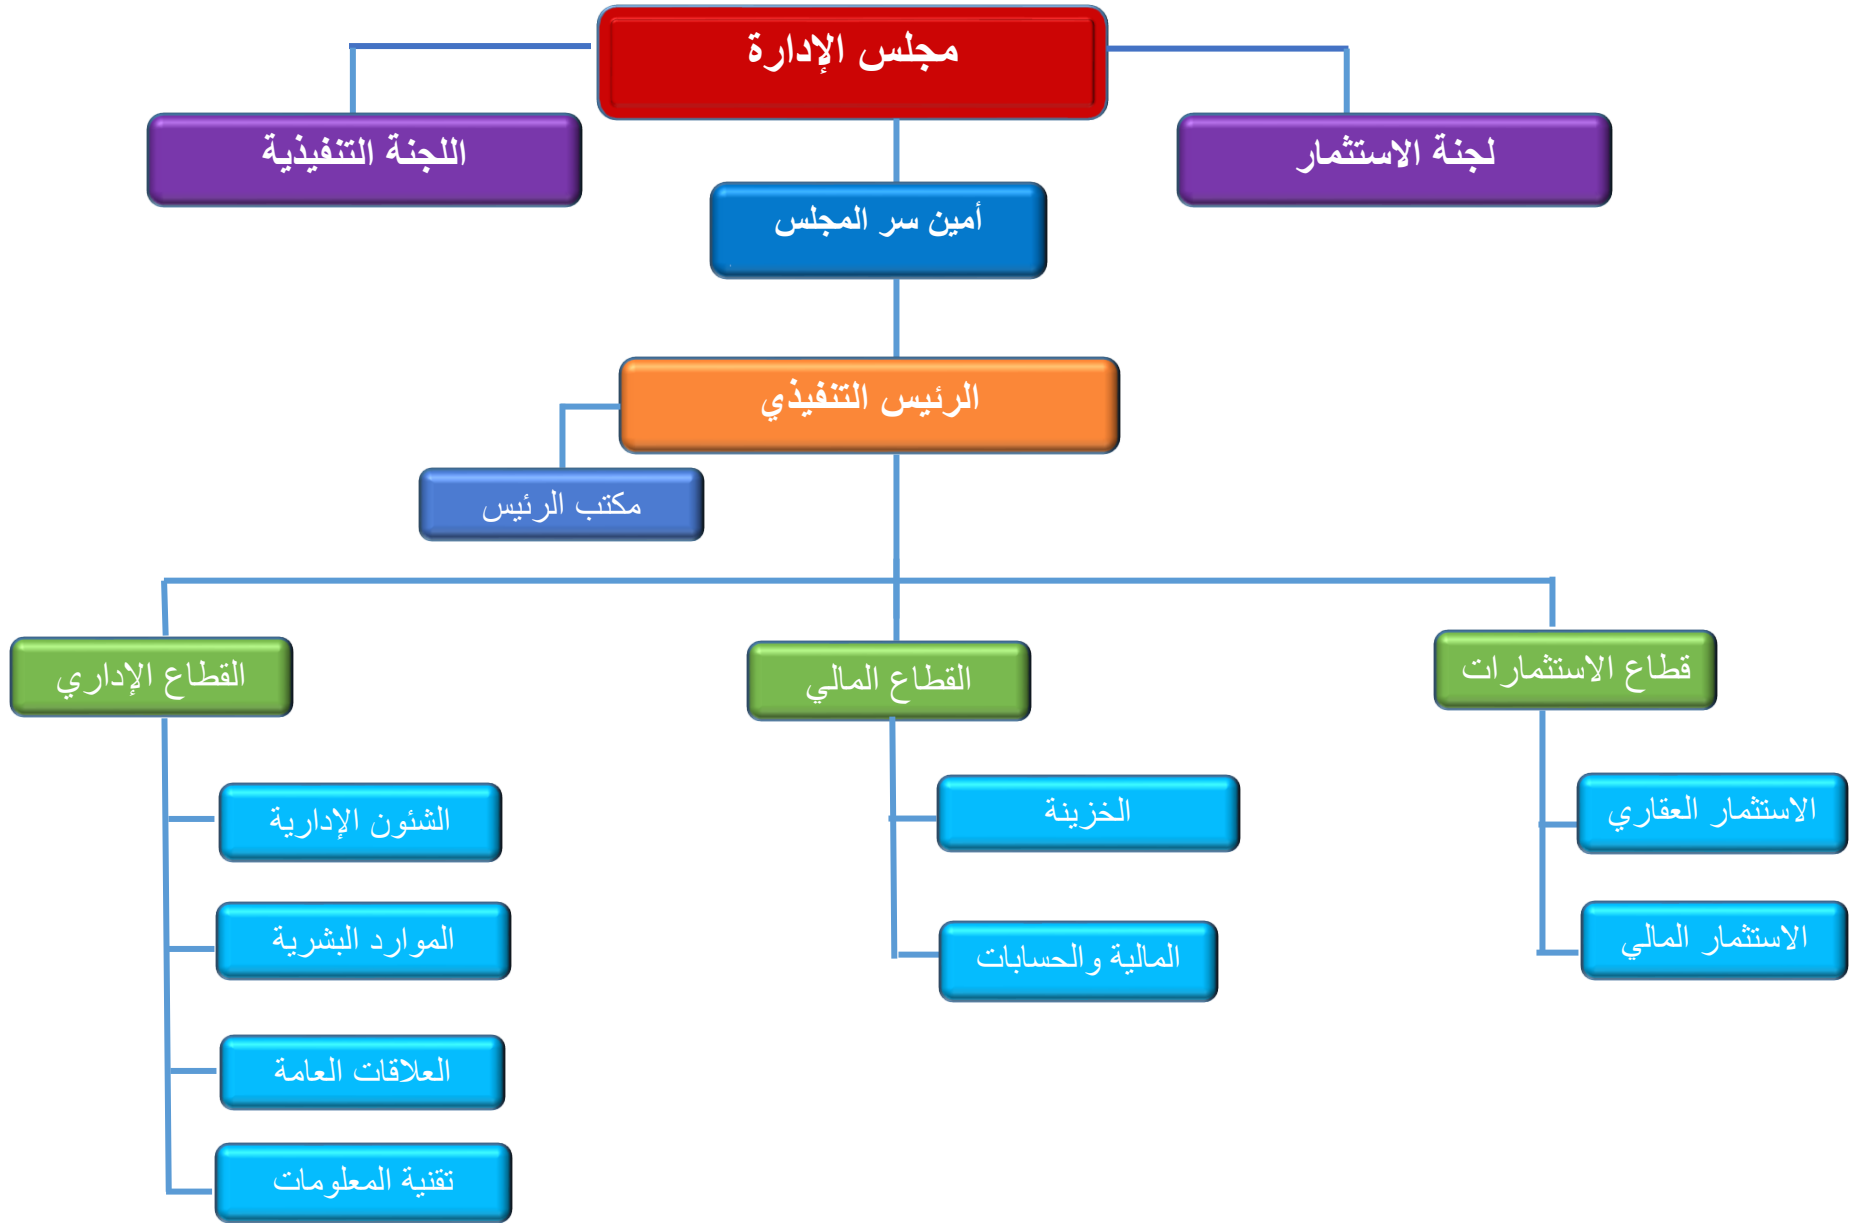 مجلس الإدارة
لجنة الاستثمار
اللجنة التنفيذية
أمين سر المجلس
الرئيس التنفيذي
مكتب الرئيس
قطاع الاستثمارات
الاستثمار العقاري
الاستثمار المالي
القطاع المالي
الخزينة
المالية والحسابات
القطاع الإداري
الشئون الإدارية
الموارد البشرية
العلاقات العامة
تقنية المعلومات